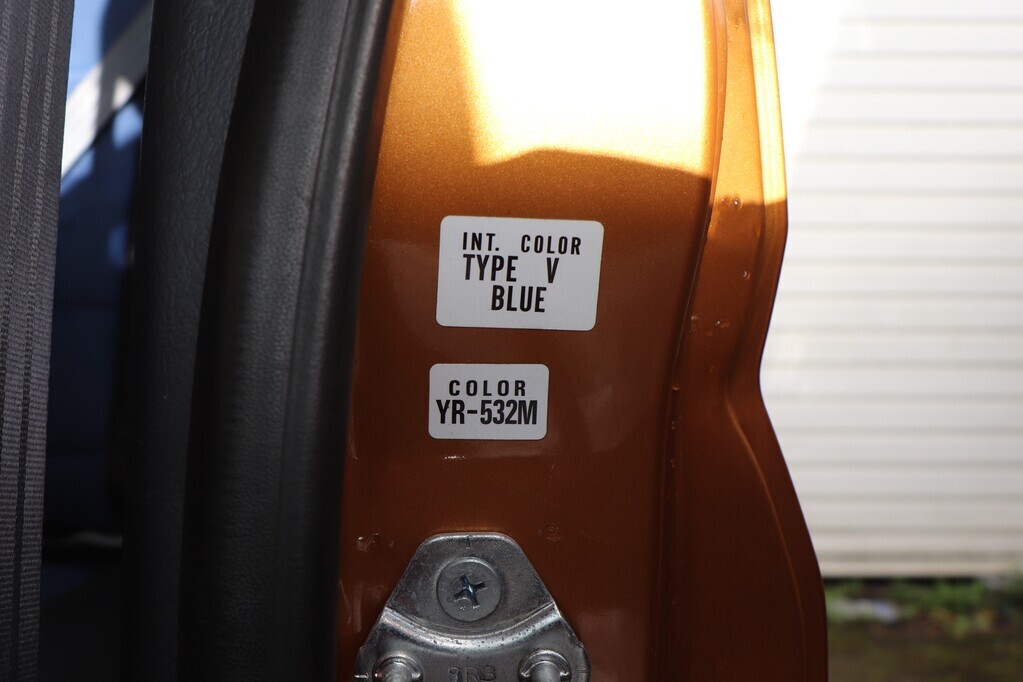 INT. COLOR
TYPE V
BLUE
COLOR
YR-532M